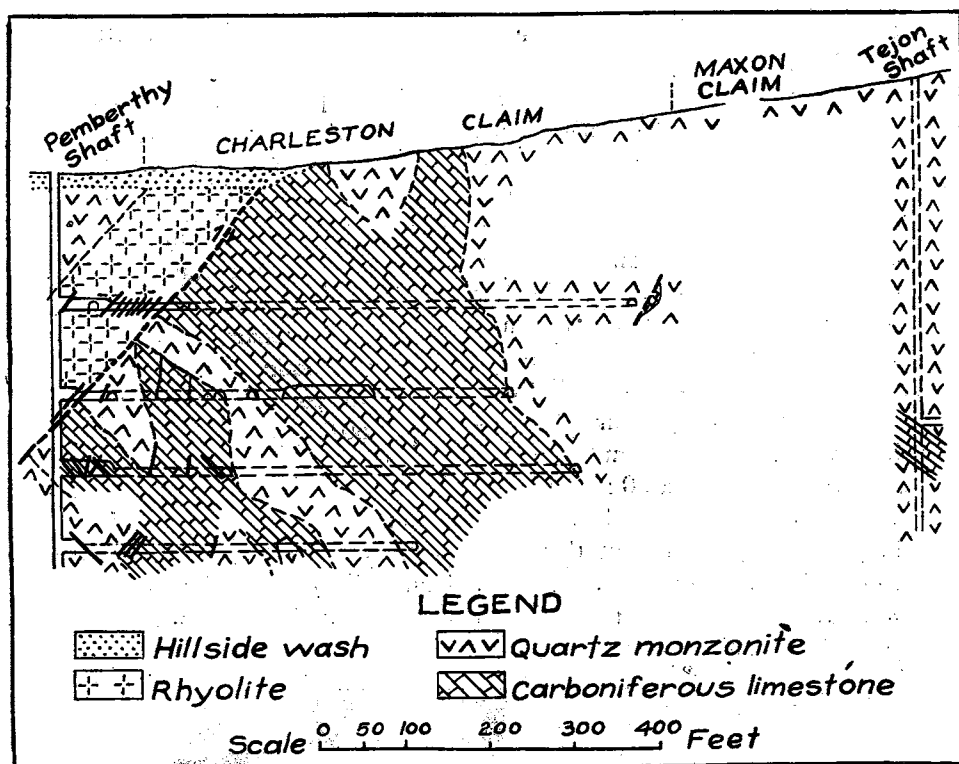 Pemberthy
Shaft
CHARLESTON CLAIM
MAXON
CLAIM
Tejon
Shaft
LEGEND
Hillside wash
Quartz monzonite
Rhyolite
Carboniferous limestone
Scale 0 50 100 200 300 400 Feet